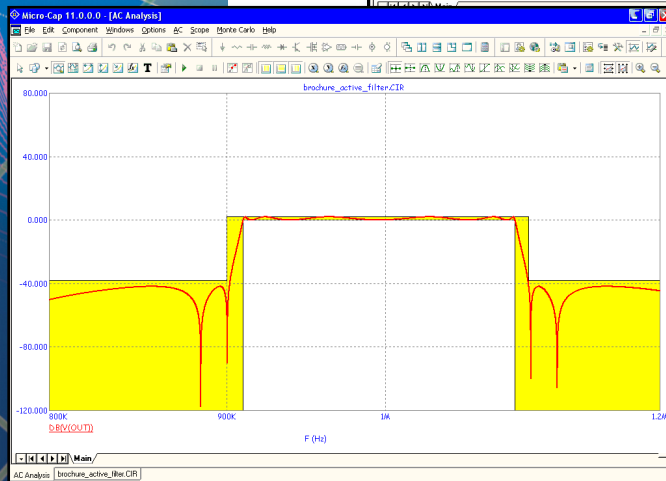 Main
Micro-Cap 11.0.0.0 - [AC Analysis]
File Edit Component Windows Options AC Scope Monte Carlo Help
T
brochure_active_filter.CIR
80.000
40.000
0.000
-40.000
-80.000
-120.000
800K 900K 1M 1.2M
DB(V(OUT))
F (Hz)
Main
AC Analysis brochure_active_filter.CIR